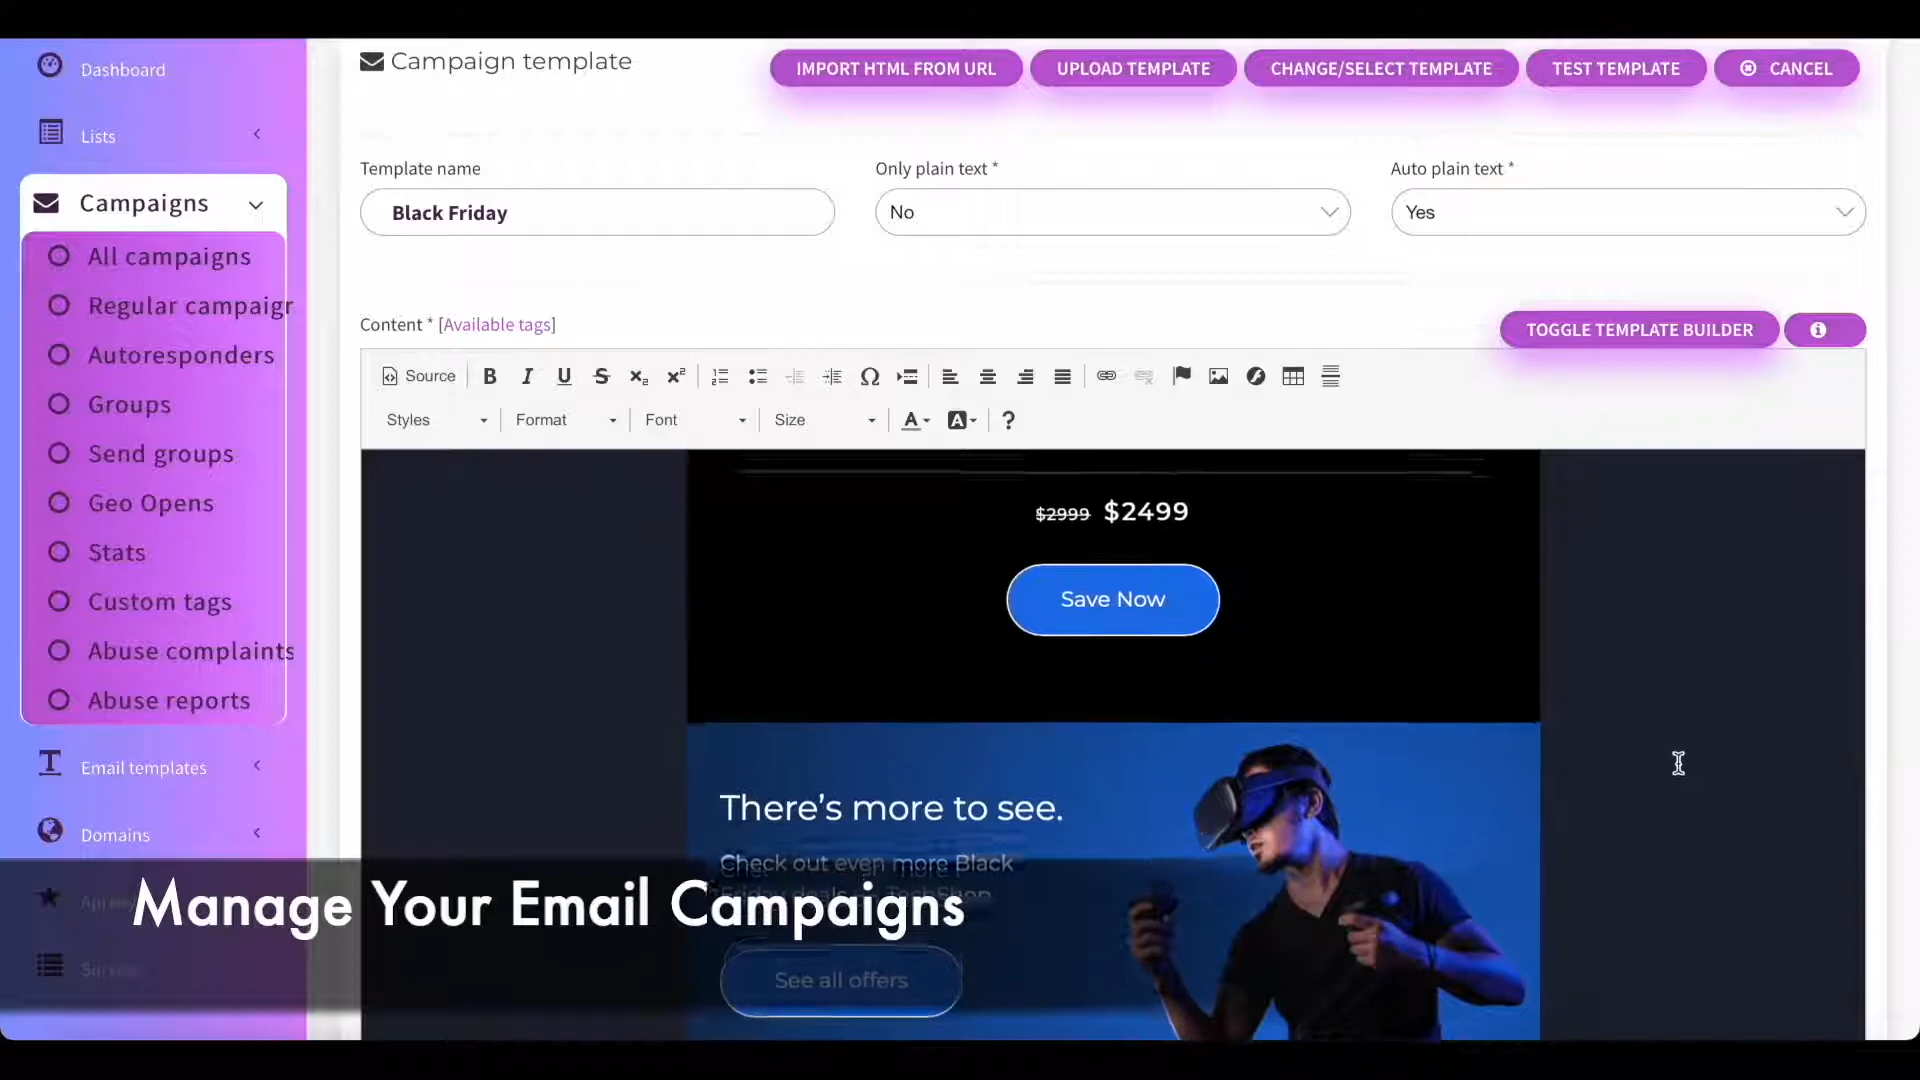 Dashboard
Lists
Campaigns
All campaigns
Regular campaigr
Autoresponders
Groups
Send groups
Geo Opens
Stats
Custom tags
Abuse complaints
Abuse reports
Email templates
Domains
Campaign template
IMPORT HTML FROM URL
UPLOAD TEMPLATE
CHANGE/SELECT TEMPLATE
TEST TEMPLATE
CANCEL
Template name
Black Friday
Only plain text *
No
Auto plain text *
Yes
Content * [Available tags]
TOGGLE TEMPLATE BUILDER
Source
Styles
Format
Font
Size
$2999 $2499
Save Now
There's more to see.
Check out even more Black
Friday deals on TechShop
Manage Your Email Campaigns
See all offers